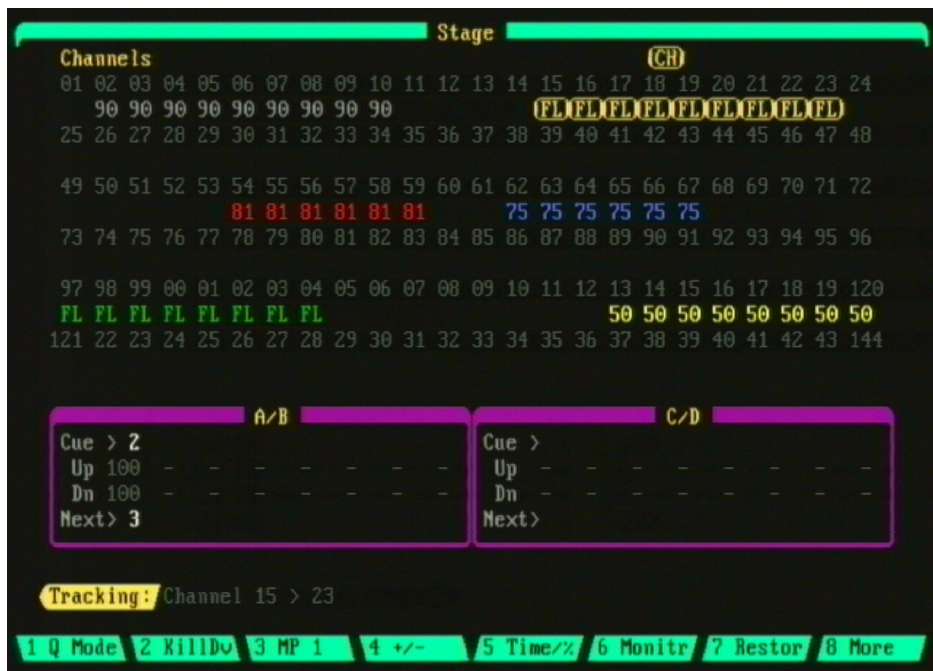 Stage
Channels (CH)
01 02 03 04 05 06 07 08 09 10 11 12 13 14 15 16 17 18 19 20 21 22 23 24
90 90 90 90 90 90 90 90 90 FL FL FL FL FL FL FL FL FL
25 26 27 28 29 30 31 32 33 34 35 36 37 38 39 40 41 42 43 44 45 46 47 48
49 50 51 52 53 54 55 56 57 58 59 60 61 62 63 64 65 66 67 68 69 70 71 72
81 81 81 81 81 81 75 75 75 75 75 75
73 74 75 76 77 78 79 80 81 82 83 84 85 86 87 88 89 90 91 92 93 94 95 96
97 98 99 00 01 02 03 04 05 06 07 08 09 10 11 12 13 14 15 16 17 18 19 120
FL FL FL FL FL FL FL FL 50 50 50 50 50 50 50 50
121 22 23 24 25 26 27 28 29 30 31 32 33 34 35 36 37 38 39 40 41 42 43 144
A/B C/D
Cue > 2 Cue >
Up 100 - - - - - - - Up - - - - - - - -
Dn 100 - - - - - - - Dn - - - - - - - -
Next> 3 Next>
Tracking: Channel 15 > 23
1 Q Mode 2 KillDv 3 MP 1 4 +/- 5 Time/% 6 Monitr 7 Restor 8 More